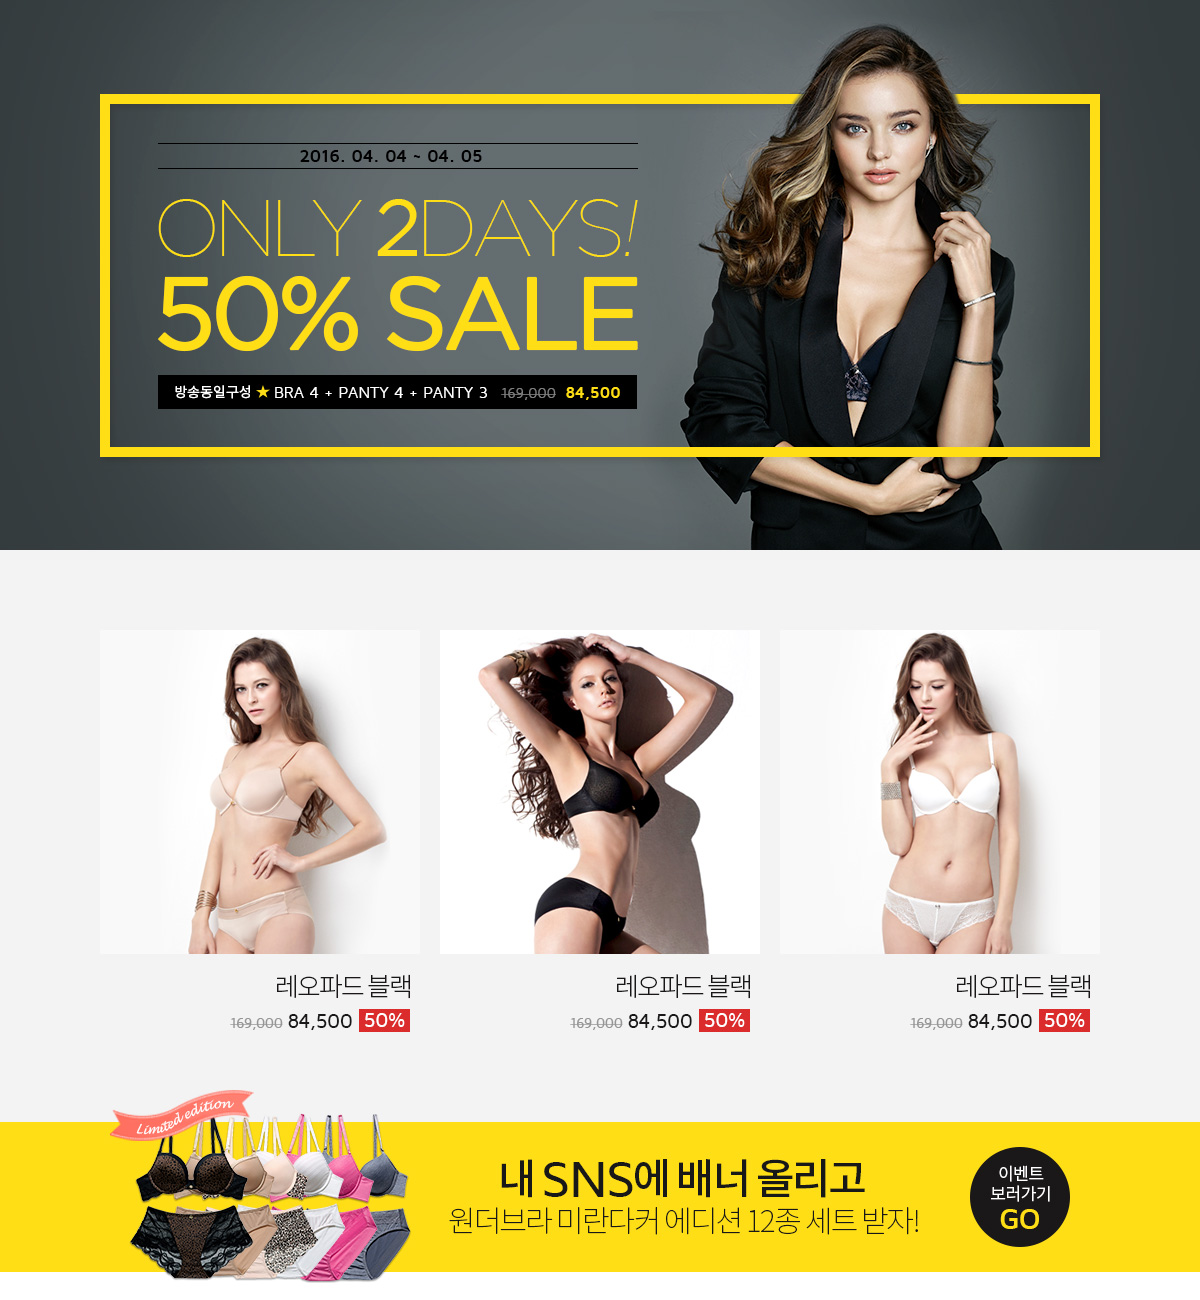 2016. 04. 04 ~ 04. 05
ONLY 2DAYS!
50% SALE
방송동일구성 ★ BRA 4 + PANTY 4 + PANTY 3 169,000 84,500
레오파드 블랙
169,000 84,500 50%
레오파드 블랙
169,000 84,500 50%
레오파드 블랙
169,000 84,500 50%
Limited edition
내 SNS에 배너 올리고
원더브라 미란다커 에디션 12종 세트 받자!
이벤트
보러가기
GO